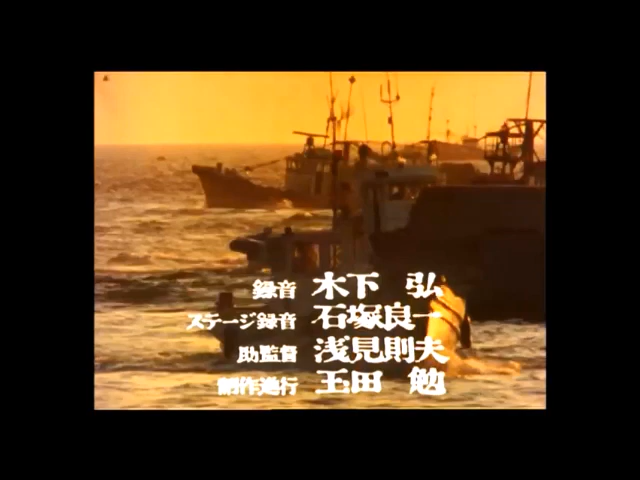 録音 木下 弘
ステージ録音 石塚良一
助監督 浅見則夫
制作進行 玉田 勉